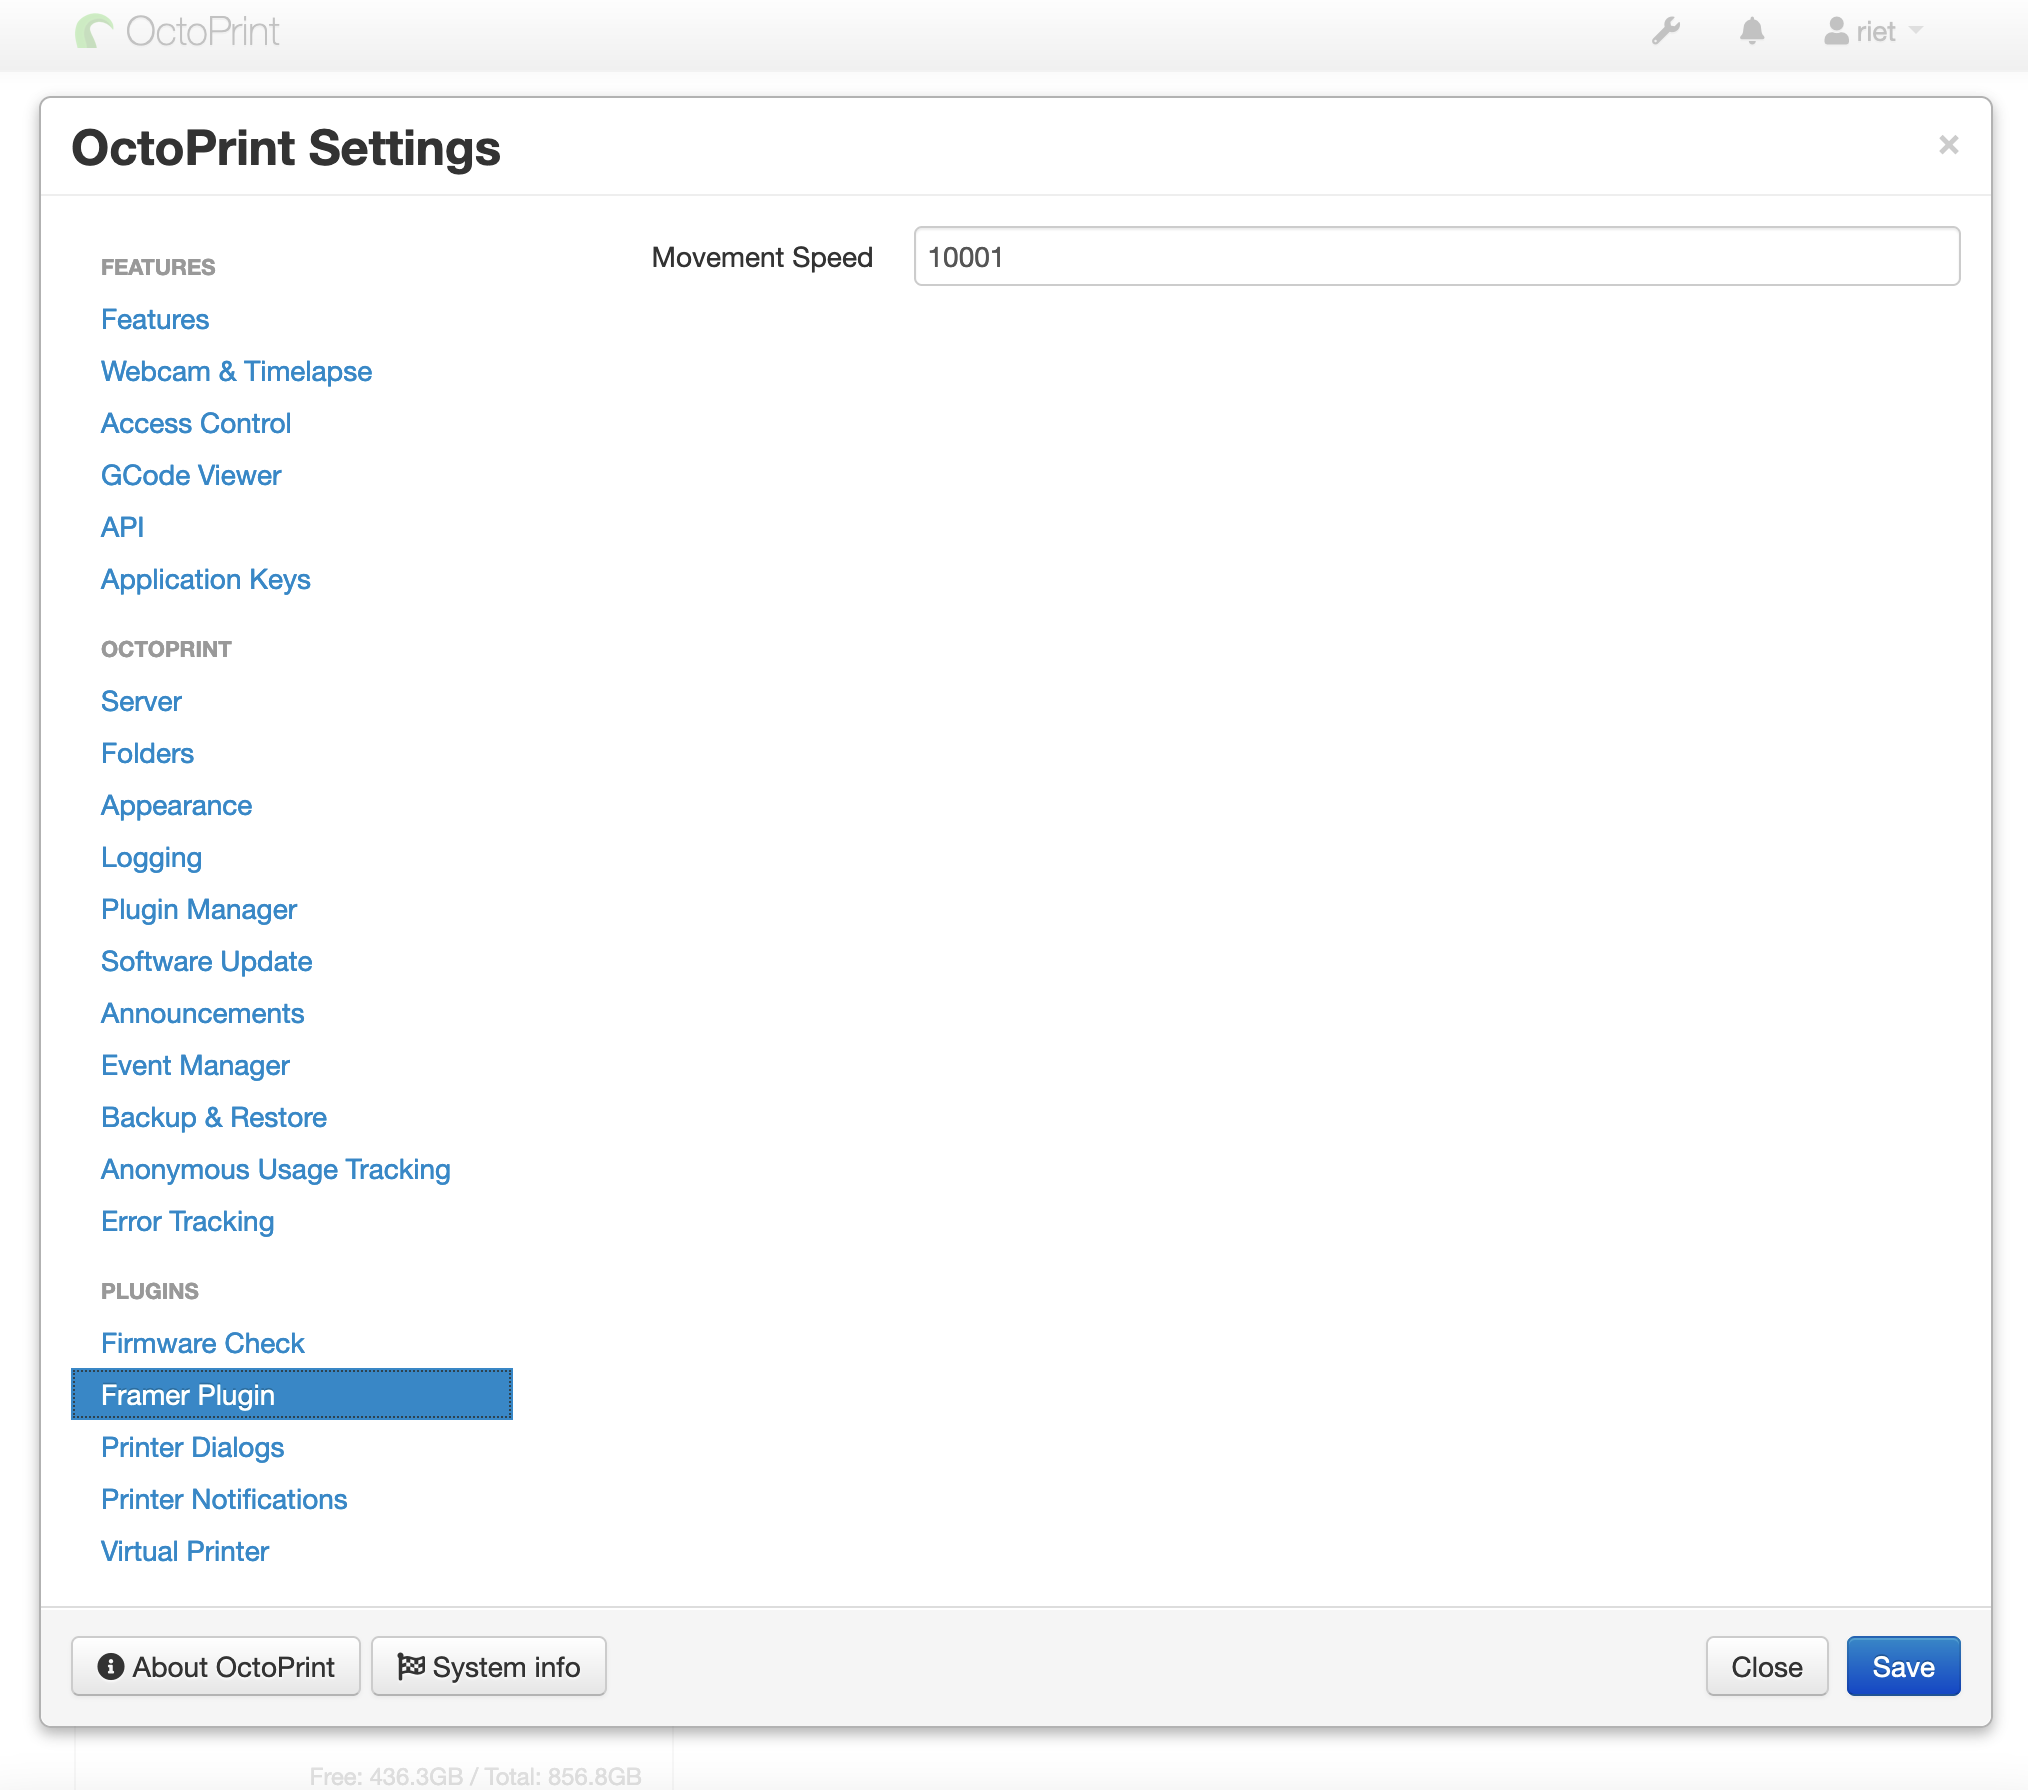 OctoPrint
riet
OctoPrint Settings
×
FEATURES
Features
Webcam & Timelapse
Access Control
GCode Viewer
API
Application Keys
OCTOPRINT
Server
Folders
Appearance
Logging
Plugin Manager
Software Update
Announcements
Event Manager
Backup & Restore
Anonymous Usage Tracking
Error Tracking
PLUGINS
Firmware Check
Framer Plugin
Printer Dialogs
Printer Notifications
Virtual Printer
Movement Speed 10001
About OctoPrint System info Close Save
Free: 436.3GB / Total: 856.8GB